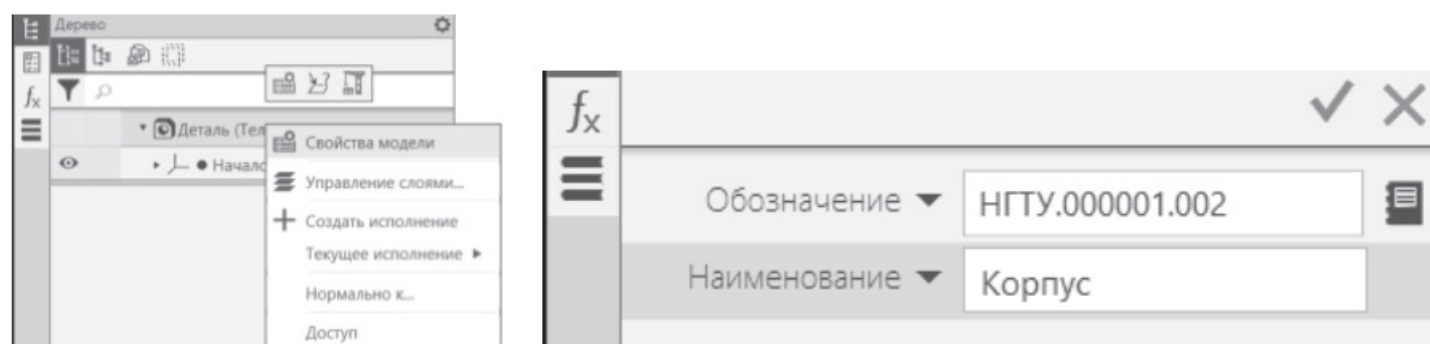 Дерево
fx
Деталь (Тел
Начало
Свойства модели
Управление слоями...
Создать исполнение
Текущее исполнение
Нормально к...
Доступ
fx
Обозначение НГТУ.000001.002
Наименование Корпус